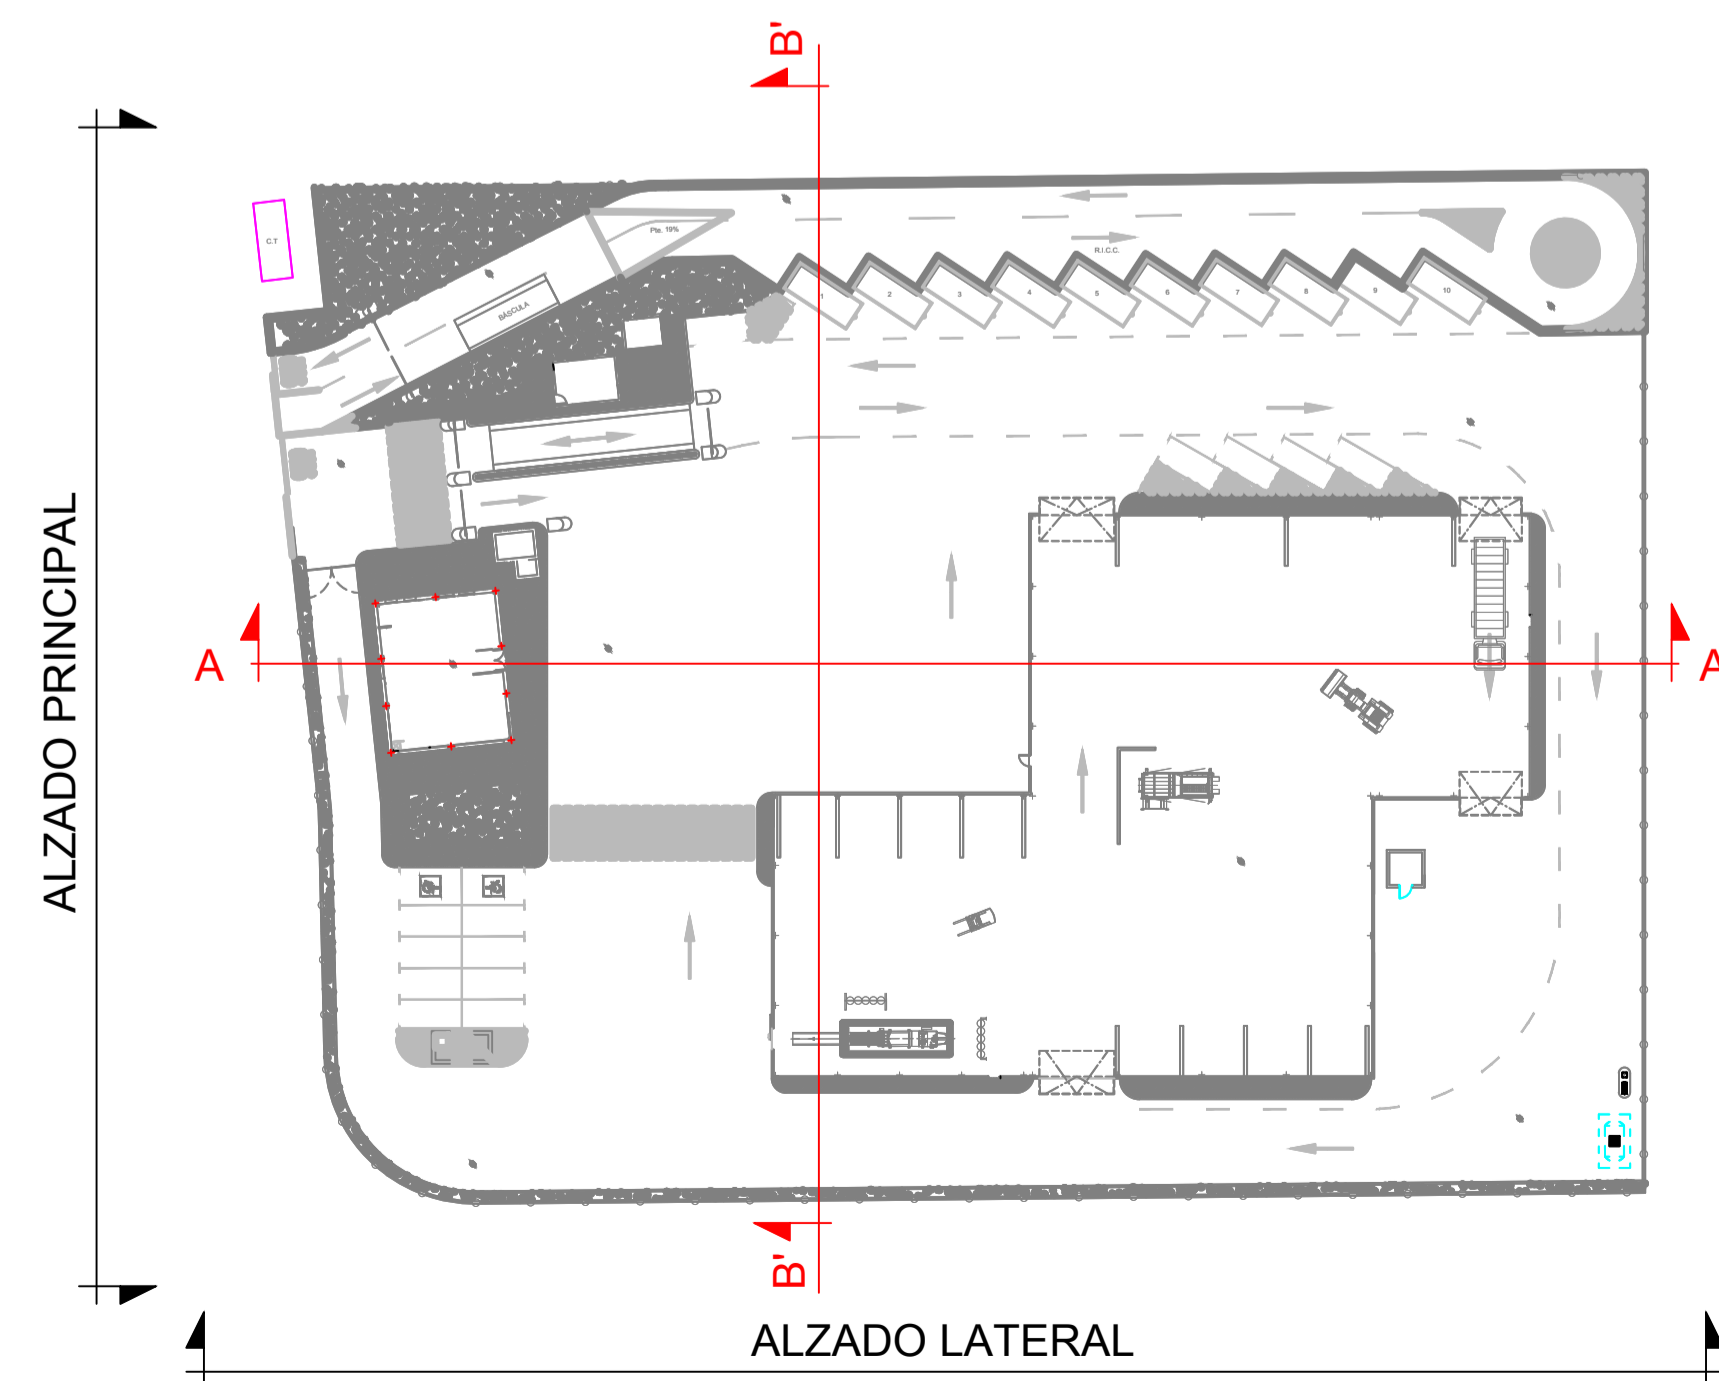 B'
C.T
Pte. 19%
R.I.C.C.
BÁSCULA
1
2
3
4
5
6
7
8
9
10
ALZADO PRINCIPAL
A
A
B'
ALZADO LATERAL